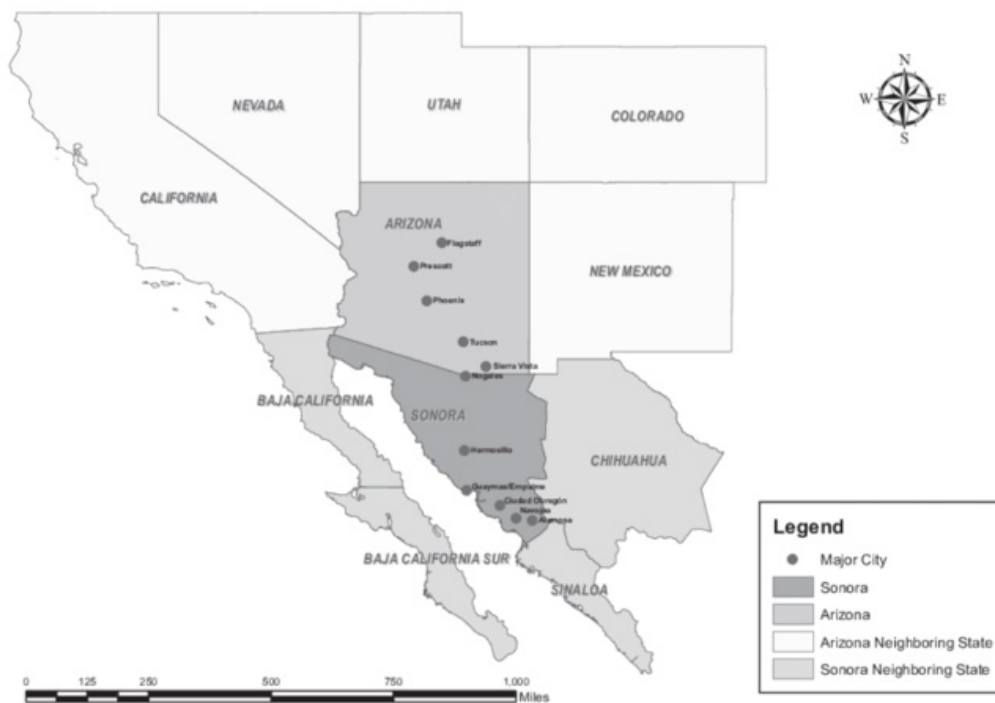 N
W
E
S
NEVADA
UTAH
COLORADO
CALIFORNIA
ARIZONA
Flagstaff
Prescott
NEW MEXICO
Phoenix
Tucson
Sierra Vista
Nogales
BAJA CALIFORNIA
SONORA
Hermosillo
CHIHUAHUA
Guaymas/Empalme
Ciudad Obregón
Navojoa
BAJA CALIFORNIA SUR
SINALOA
Legend
Major City
Sonora
Arizona
Arizona Neighboring State
Sonora Neighboring State
0
125
250
500
750
1,000
Miles